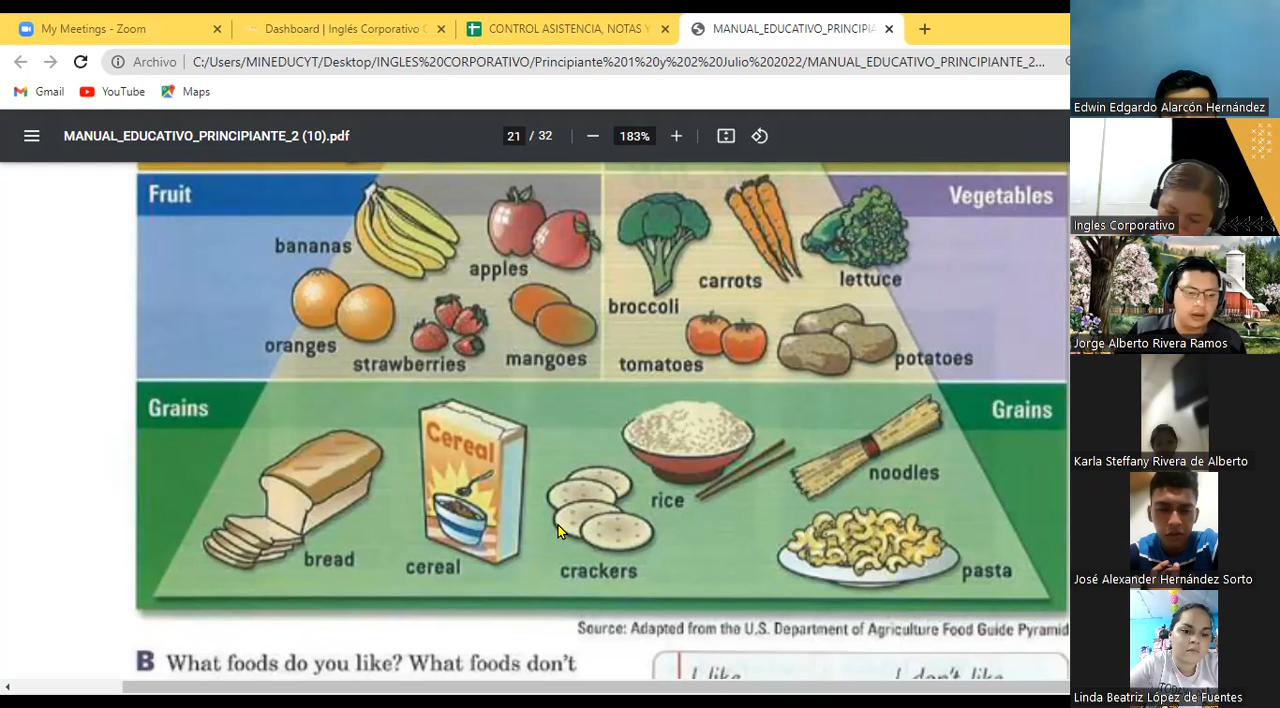 My Meetings - Zoom
Dashboard | Inglés Corporativo
CONTROL ASISTENCIA, NOTAS Y
MANUAL_EDUCATIVO_PRINCIPIA
Archivo
C:/Users/MINEDUCYT/Desktop/INGLES%20CORPORATIVO/Principiante%201%20y%202%20Julio%202022/MANUAL_EDUCATIVO_PRINCIPIANTE_2...
Gmail
YouTube
Maps
MANUAL_EDUCATIVO_PRINCIPIANTE_2 (10).pdf
21 / 32
183%
Fruit
Vegetables
bananas
apples
oranges
strawberries
mangoes
broccoli
carrots
lettuce
tomatoes
potatoes
Grains
Grains
Cereal
bread
cereal
crackers
rice
noodles
pasta
Source: Adapted from the U.S. Department of Agriculture Food Guide Pyramid
B What foods do you like? What foods don't
I like
I don't like
Edwin Edgardo Alarcón Hernández
Ingles Corporativo
Jorge Alberto Rivera Ramos
Karla Steffany Rivera de Alberto
José Alexander Hernández Sorto
Linda Beatriz López de Fuentes